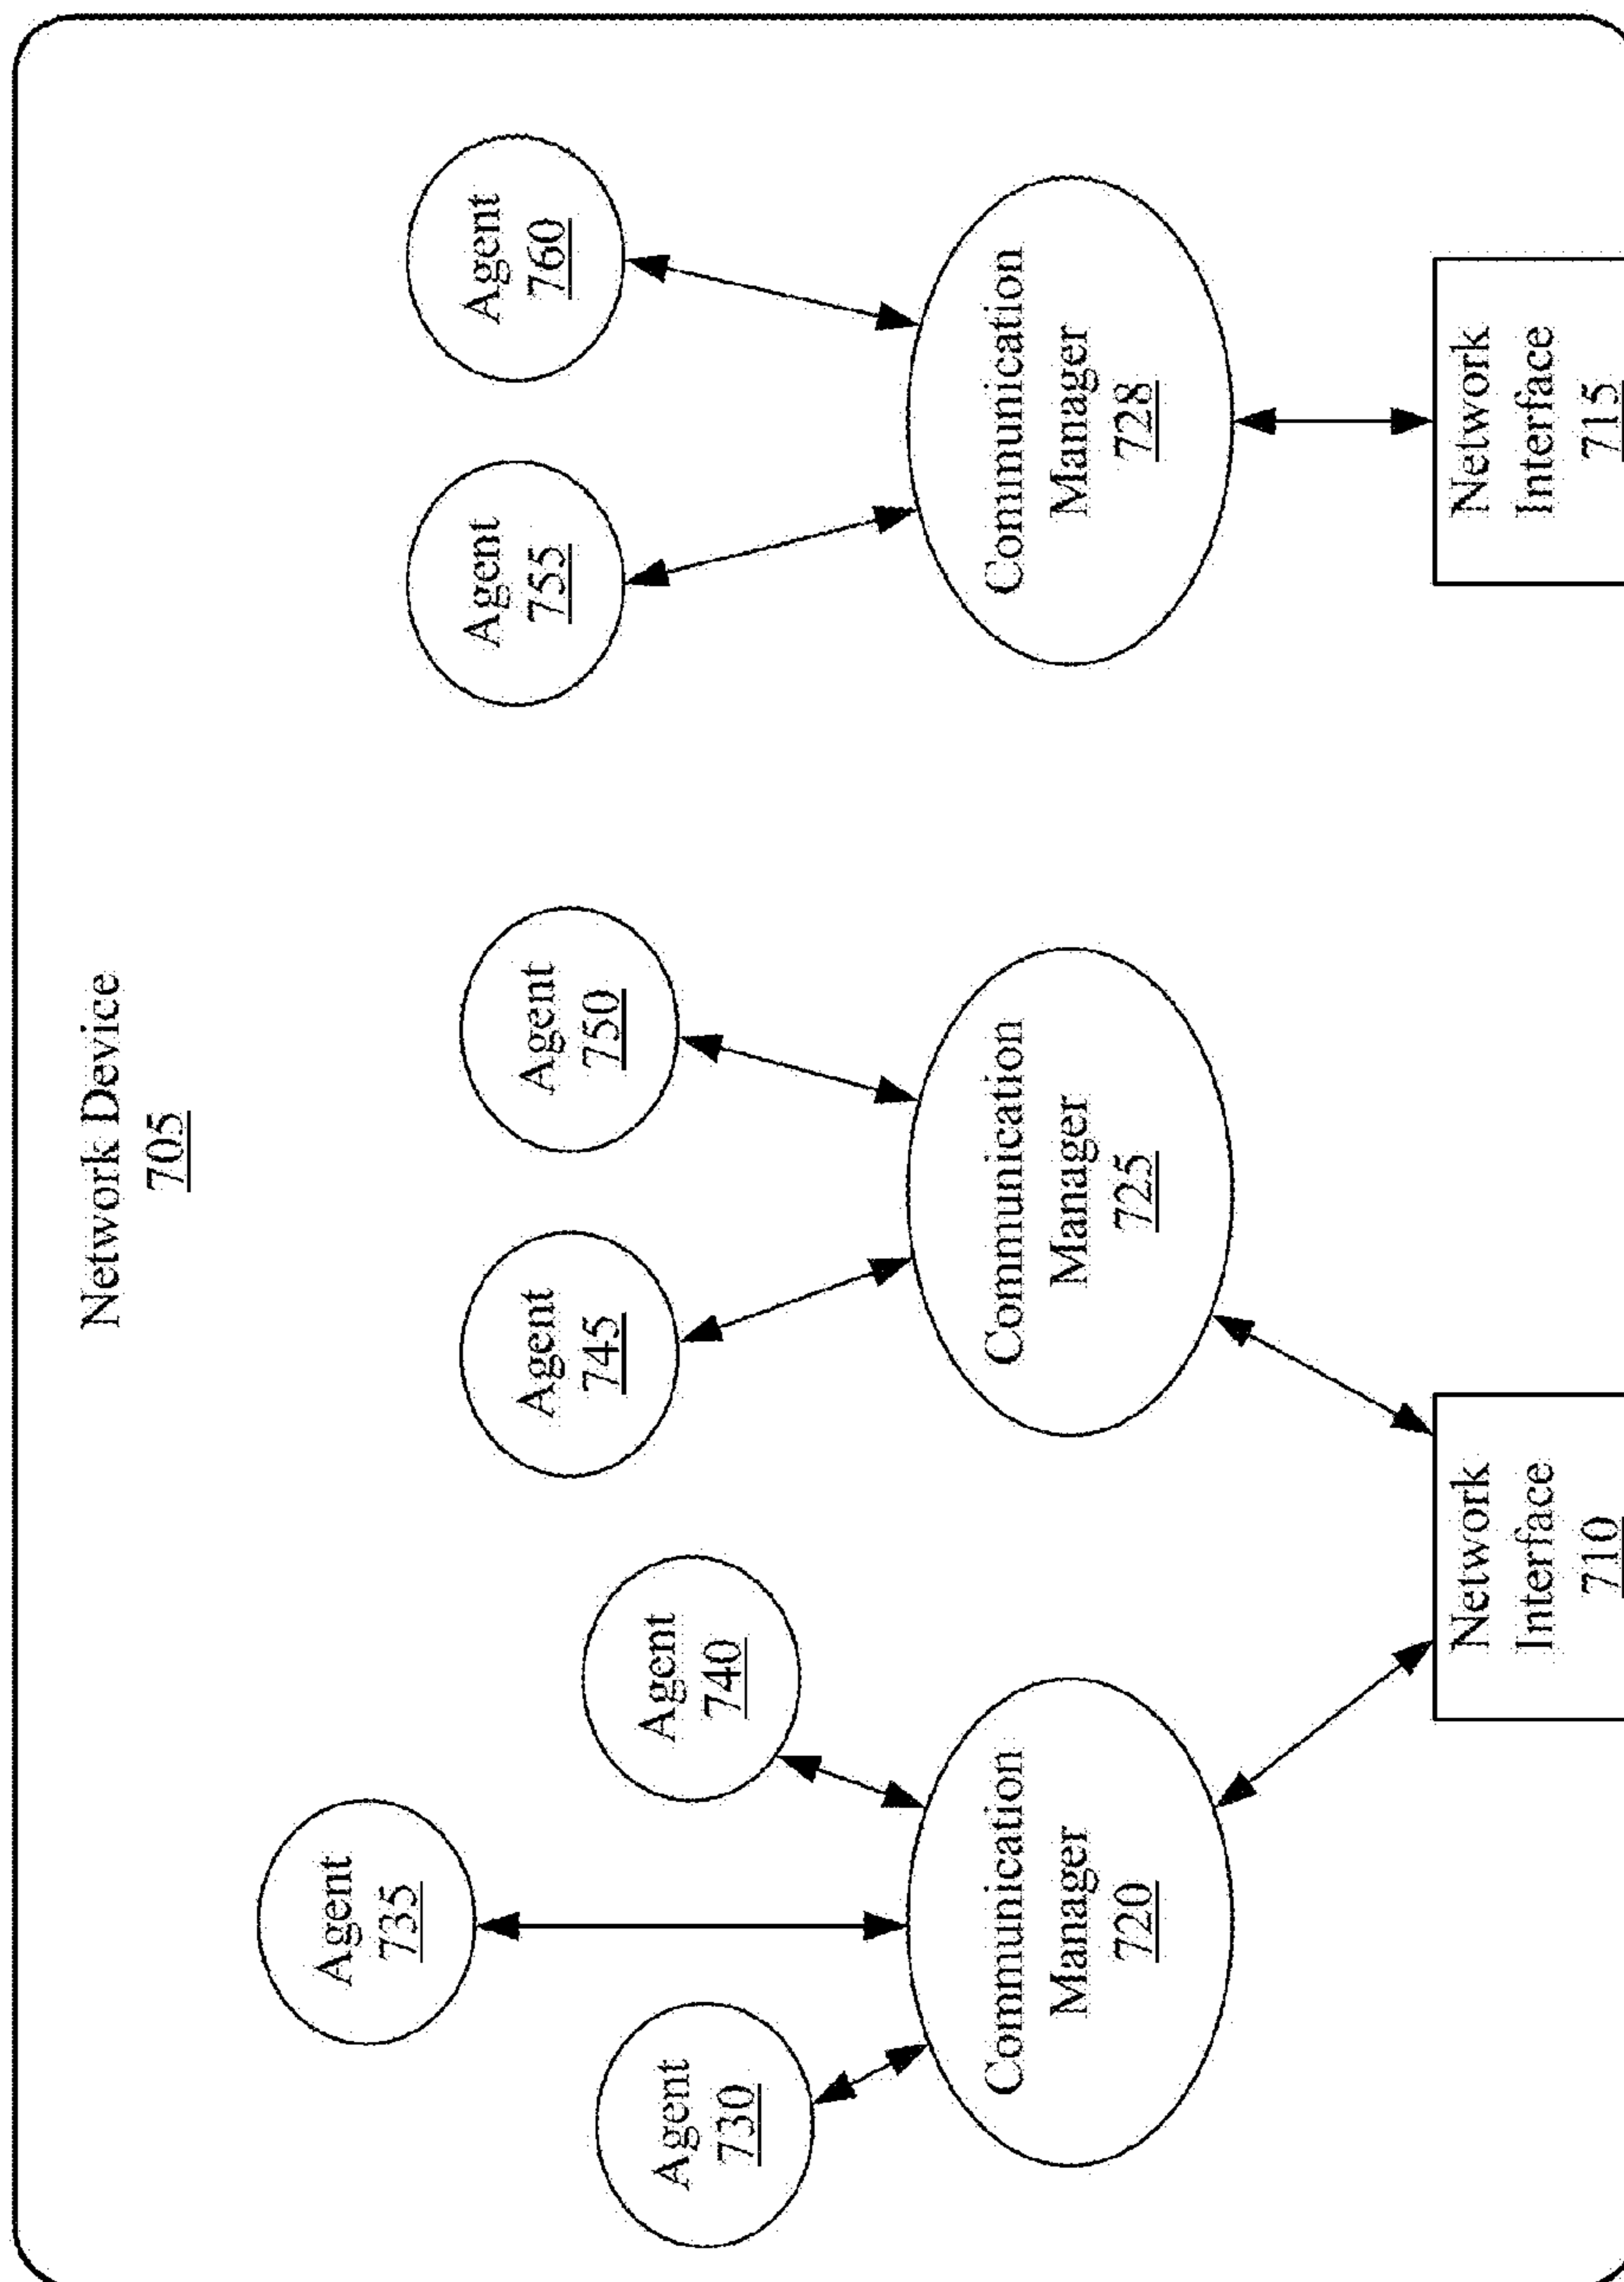 Network Device
705
Agent
735
Agent
730
Agent
740
Agent
745
Agent
750
Agent
755
Agent
760
Communication
Manager
720
Communication
Manager
725
Communication
Manager
728
Network
Interface
710
Network
Interface
715